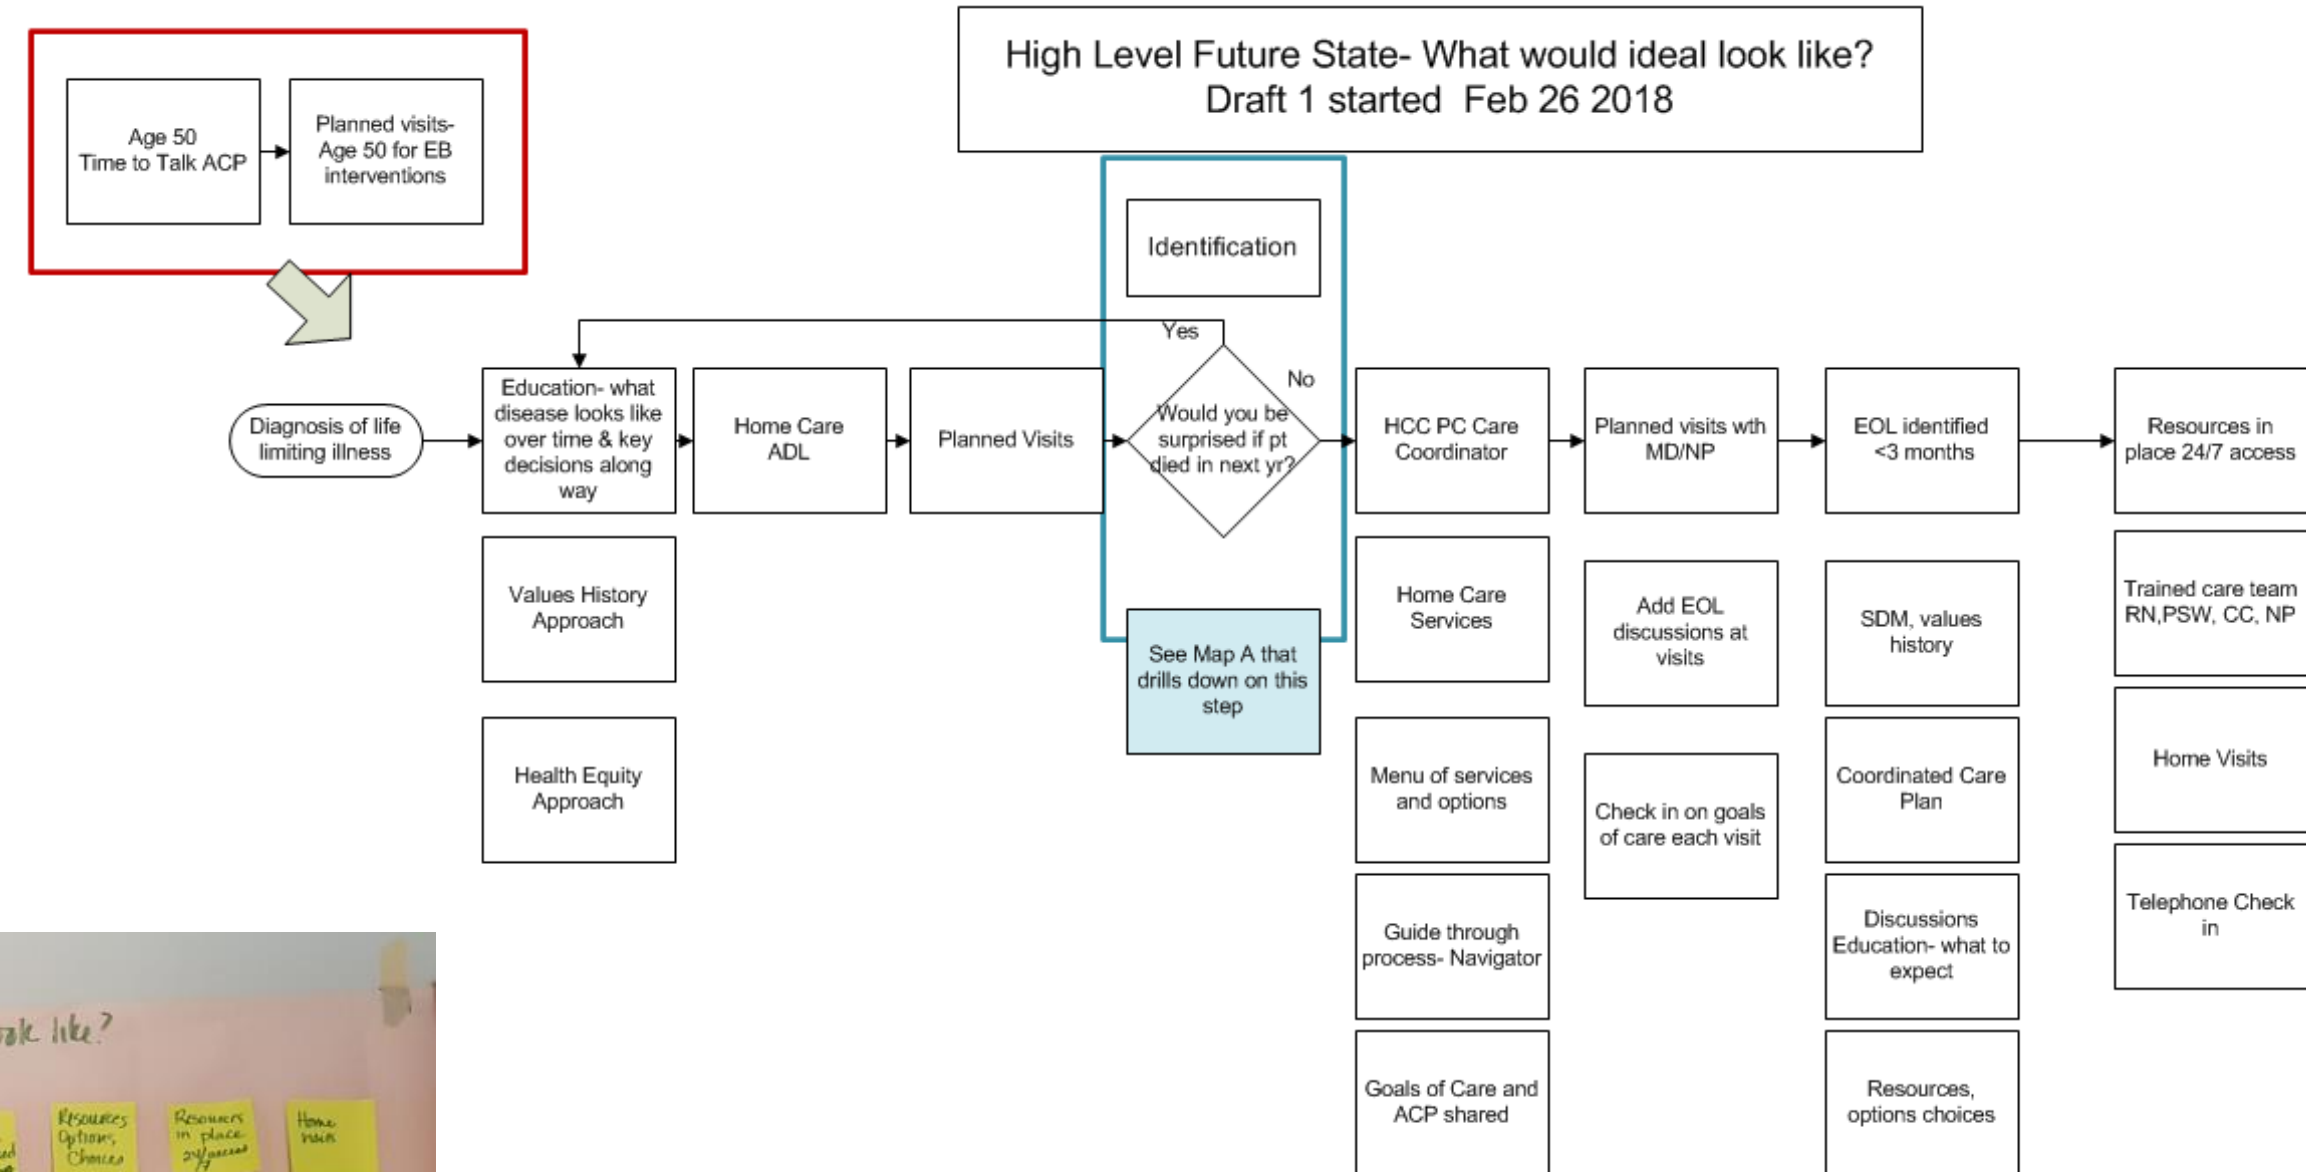 High Level Future State- What would ideal look like?
Draft 1 started Feb 26 2018
Age 50
Time to Talk ACP
Planned visits-
Age 50 for EB
interventions
Identification
Yes
No
Diagnosis of life
limiting illness
Education- what
disease looks like
over time & key
decisions along
way
Home Care
ADL
Planned Visits
Would you be
surprised if pt
died in next yr?
HCC PC Care
Coordinator
Planned visits wth
MD/NP
EOL identified
<3 months
Resources in
place 24/7 access
Values History
Approach
Health Equity
Approach
See Map A that
drills down on this
step
Home Care
Services
Menu of services
and options
Guide through
process- Navigator
Goals of Care and
ACP shared
Add EOL
discussions at
visits
Check in on goals
of care each visit
SDM, values
history
Coordinated Care
Plan
Discussions
Education- what to
expect
Resources,
options choices
Trained care team
RN,PSW, CC, NP
Home Visits
Telephone Check
in
like?
Resources
Options,
Choices
Resources
in place
24/7 access
Home